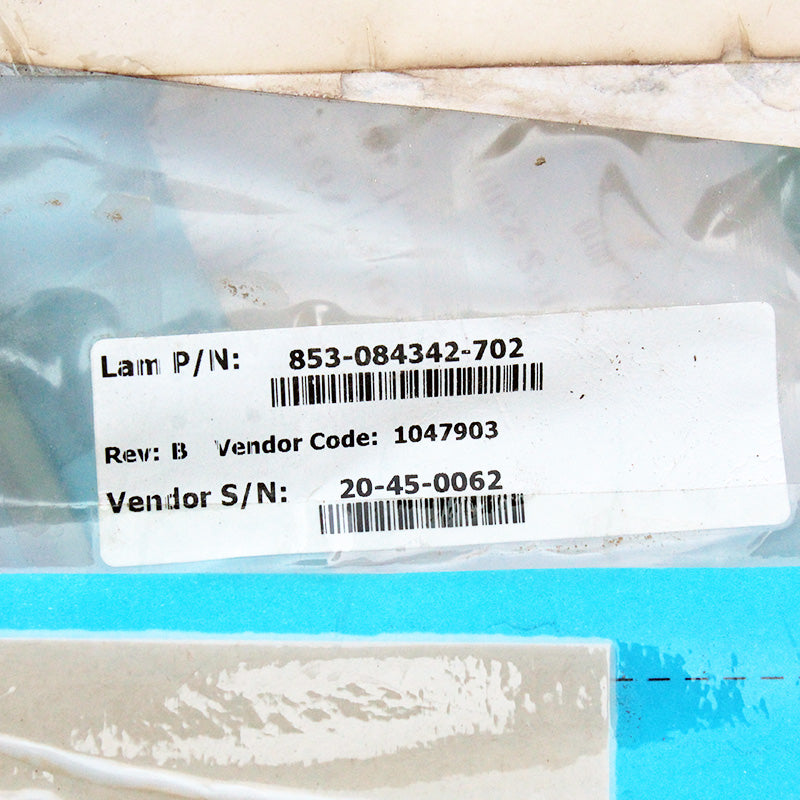 Lam P/N: 853-084342-702
Rev: B Vendor Code: 1047903
Vendor S/N: 20-45-0062